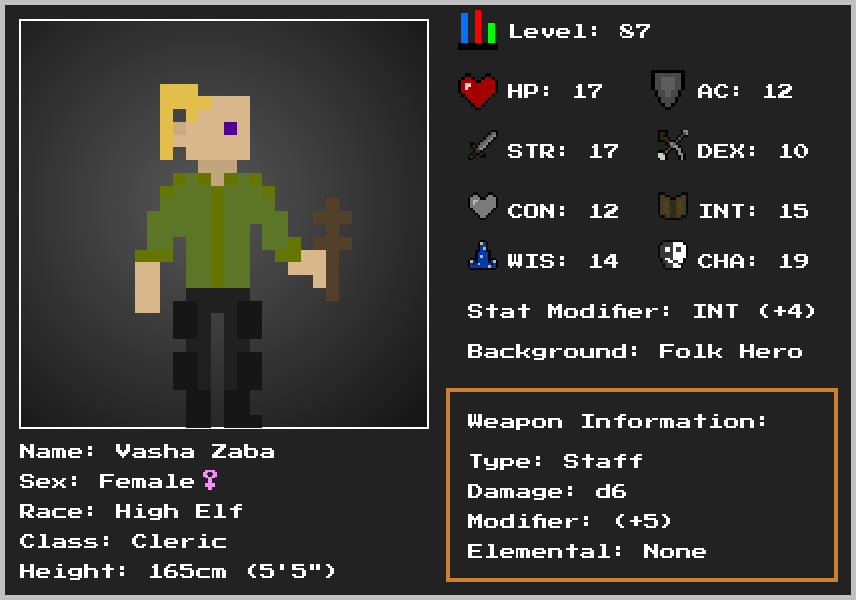 Level: 87
HP: 17
AC: 12
STR: 17
DEX: 10
CON: 12
INT: 15
WIS: 14
CHA: 19
Stat Modifier: INT (+4)
Background: Folk Hero
Weapon Information:
Type: Staff
Damage: d6
Modifier: (+5)
Elemental: None
Name: Vasha Zaba
Sex: Female♀
Race: High Elf
Class: Cleric
Height: 165cm (5'5")